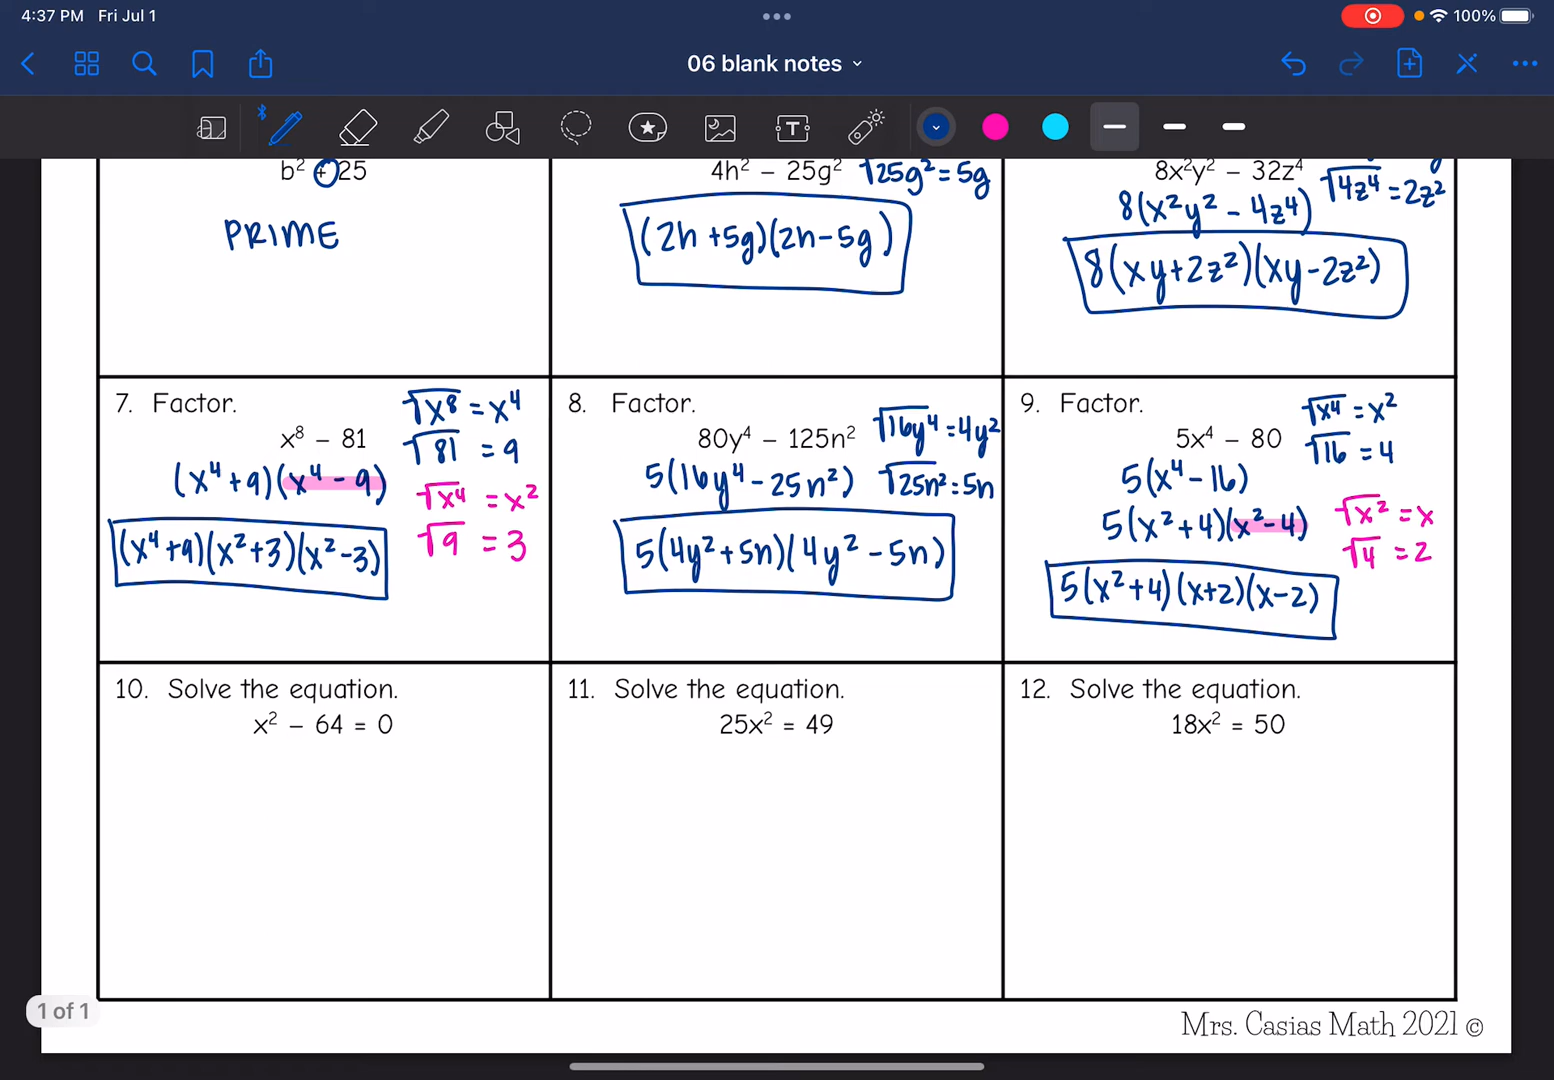 4:37 PM Fri Jul 1
100%
06 blank notes
b² + 25
PRIME
4h² – 25g²
√25g² = 5g
(2h + 5g)(2h – 5g)
8x²y² – 32z⁴
√4z⁴ = 2z²
8(x²y² – 4z⁴)
8(xy + 2z²)(xy – 2z²)
7. Factor.
x⁸ – 81
√x⁸ = x⁴
√81 = 9
(x⁴ + 9)(x⁴ – 9)
√x⁴ = x²
√9 = 3
(x⁴ + 9)(x² + 3)(x² – 3)
8. Factor.
80y⁴ – 125n²
√16y⁴ = 4y²
5(16y⁴ – 25n²)
√25n² = 5n
5(4y² + 5n)(4y² – 5n)
9. Factor.
5x⁴ – 80
√x⁴ = x²
√16 = 4
5(x⁴ – 16)
5(x² + 4)(x² – 4)
√x² = x
√4 = 2
5(x² + 4)(x + 2)(x – 2)
10. Solve the equation.
x² – 64 = 0
11. Solve the equation.
25x² = 49
12. Solve the equation.
18x² = 50
1 of 1
Mrs. Casias Math 2021 ©